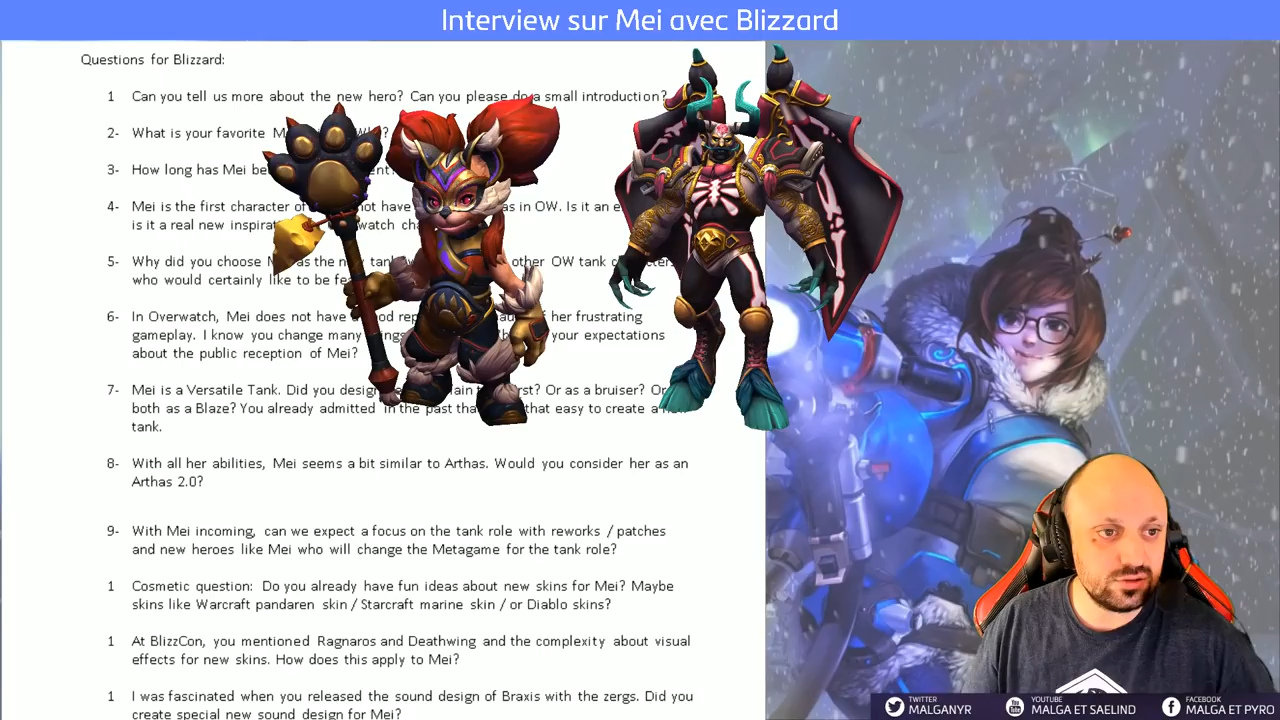 Interview sur Mei avec Blizzard
Questions for Blizzard:
1 Can you tell us more about the new hero? Can you please do a small introduction?
2- What is your favorite
3- How long has Mei
4- Mei is the first character of not have as in OW. Is it an
is it a real new
5- Why did you choose as the tank other OW tank
who would certainly like to be
6- In Overwatch, Mei does not have her frustrating
gameplay. I know you change many your expectations
about the public reception of Mei?
7- Mei is a Versatile Tank. Did you design Or as a bruiser? Or
both as a Blaze? You already admitted in the past that easy to create a
tank.
8- With all her abilities, Mei seems a bit similar to Arthas. Would you consider her as an
Arthas 2.0?
9- With Mei incoming, can we expect a focus on the tank role with reworks / patches
and new heroes like Mei who will change the Metagame for the tank role?
1 Cosmetic question: Do you already have fun ideas about new skins for Mei? Maybe
skins like Warcraft pandaren skin / Starcraft marine skin / or Diablo skins?
1 At BlizzCon, you mentioned Ragnaros and Deathwing and the complexity about visual
effects for new skins. How does this apply to Mei?
1 I was fascinated when you released the sound design of Braxis with the zergs. Did you
create special new sound design for Mei?
TWITTER
MALGANYR
YOUTUBE
MALGA ET SAELIND
FACEBOOK
MALGA ET PYRO